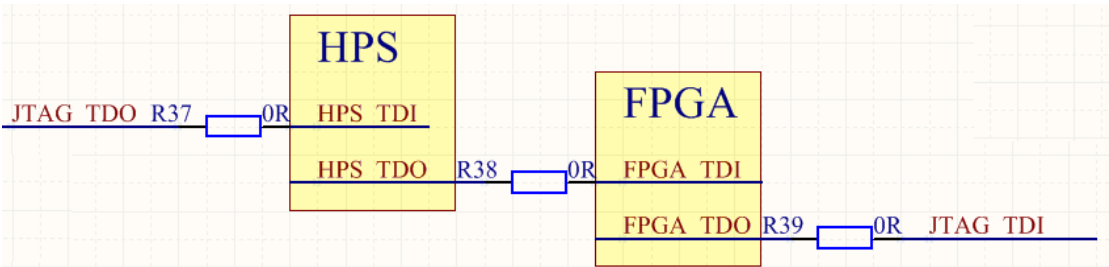 HPS
JTAG TDO R37 0R HPS TDI
HPS TDO R38 0R FPGA TDI
FPGA
FPGA TDO R39 0R JTAG TDI